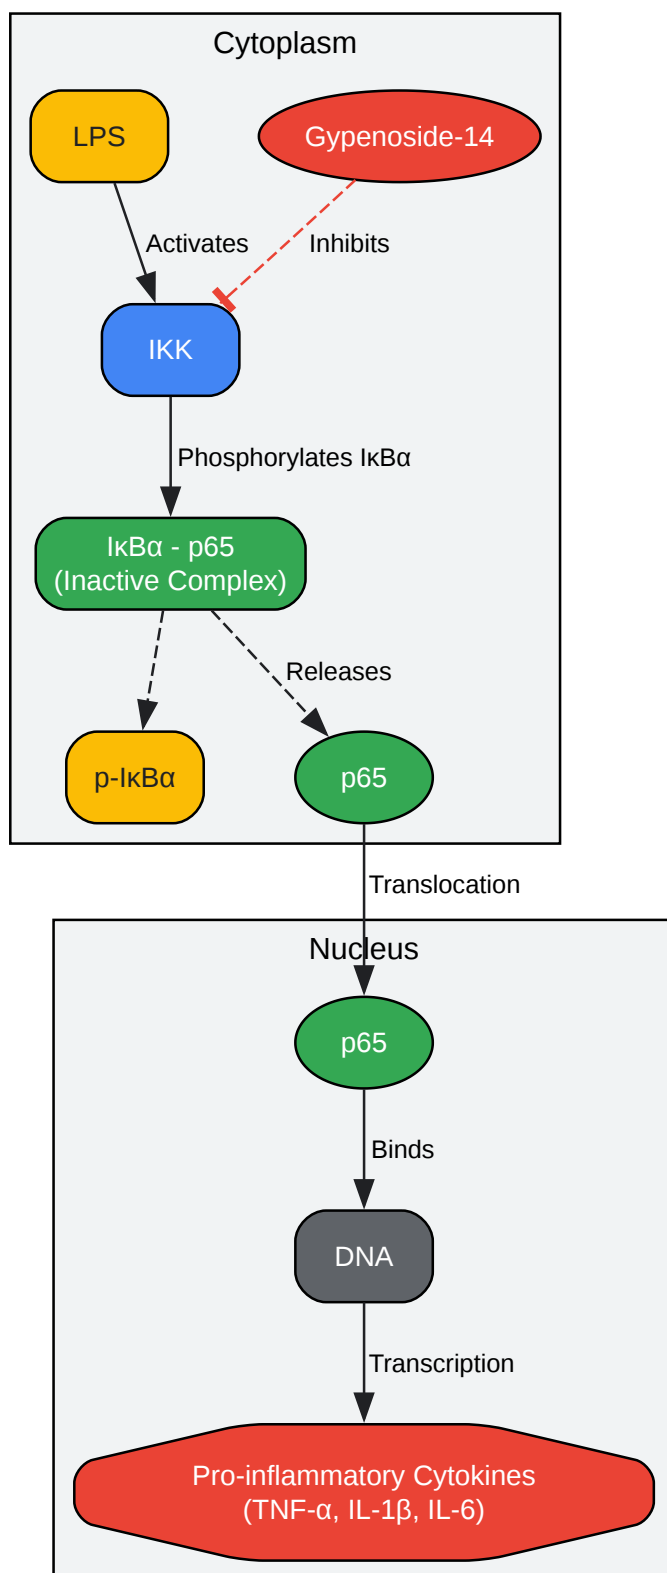 Cytoplasm
LPS
Gypenoside-14
Activates
Inhibits
IKK
Phosphorylates IκBα
IκBα - p65
(Inactive Complex)
Releases
p-IκBα
p65
Translocation
Nucleus
p65
Binds
DNA
Transcription
Pro-inflammatory Cytokines
(TNF-α, IL-1β, IL-6)